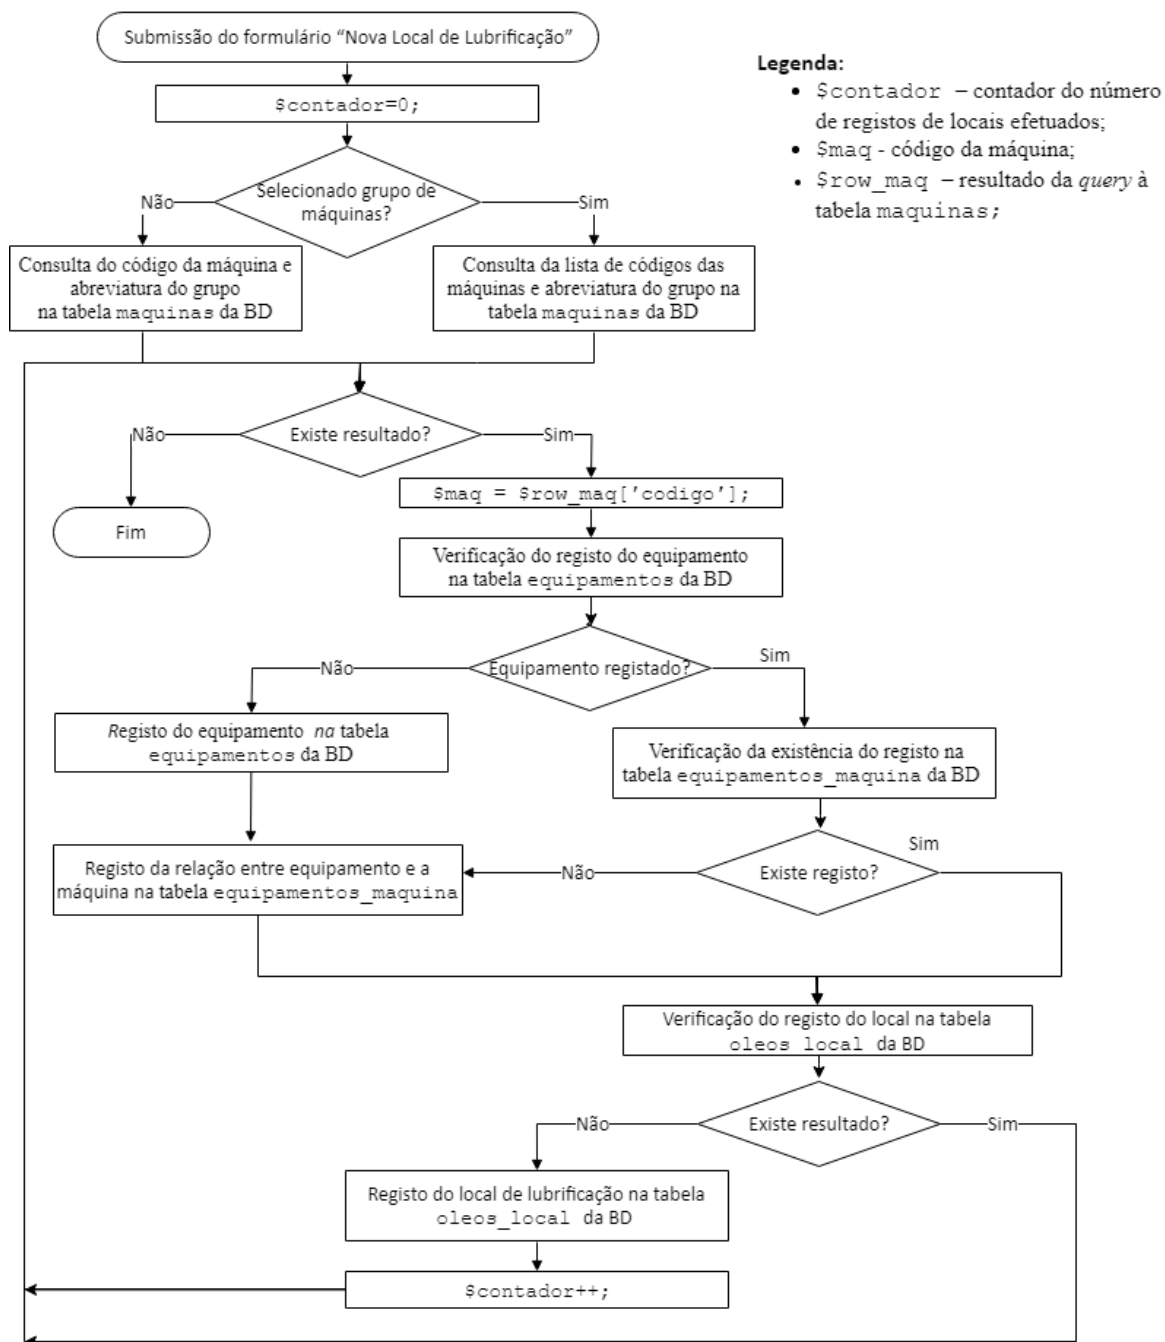 Submissão do formulário “Nova Local de Lubrificação”
Legenda:
• $contador – contador do número
de registos de locais efetuados;
• $maq - código da máquina;
• $row_maq – resultado da query à
tabela maquinas;
$contador=0;
Selecionado grupo de
máquinas?
Não
Sim
Consulta do código da máquina e
abreviatura do grupo
na tabela maquinas da BD
Consulta da lista de códigos das
máquinas e abreviatura do grupo na
tabela maquinas da BD
Existe resultado?
Não
Sim
$maq = $row_maq['codigo'];
Fim
Verificação do registo do equipamento
na tabela equipamentos da BD
Equipamento registado?
Não
Sim
Registo do equipamento na tabela
equipamentos da BD
Verificação da existência do registo na
tabela equipamentos_maquina da BD
Existe registo?
Não
Sim
Registo da relação entre equipamento e a
máquina na tabela equipamentos_maquina
Verificação do registo do local na tabela
oleos_local da BD
Existe resultado?
Não
Sim
Registo do local de lubrificação na tabela
oleos_local da BD
$contador++;